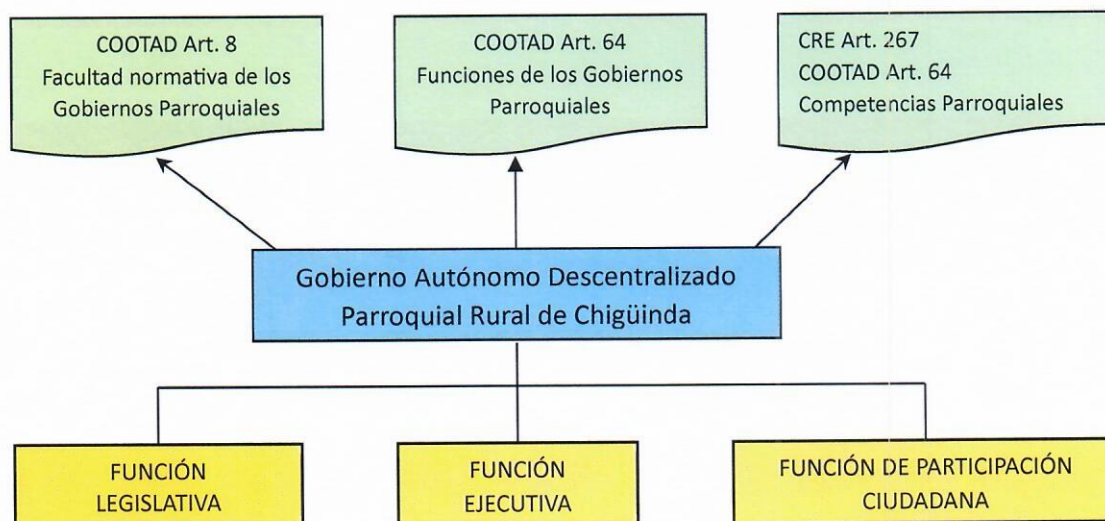 COOTAD Art. 8
Facultad normativa de los
Gobiernos Parroquiales
COOTAD Art. 64
Funciones de los Gobiernos
Parroquiales
CRE Art. 267
COOTAD Art. 64
Competencias Parroquiales
Gobierno Autónomo Descentralizado
Parroquial Rural de Chigüinda
FUNCIÓN
LEGISLATIVA
FUNCIÓN
EJECUTIVA
FUNCIÓN DE PARTICIPACIÓN
CIUDADANA